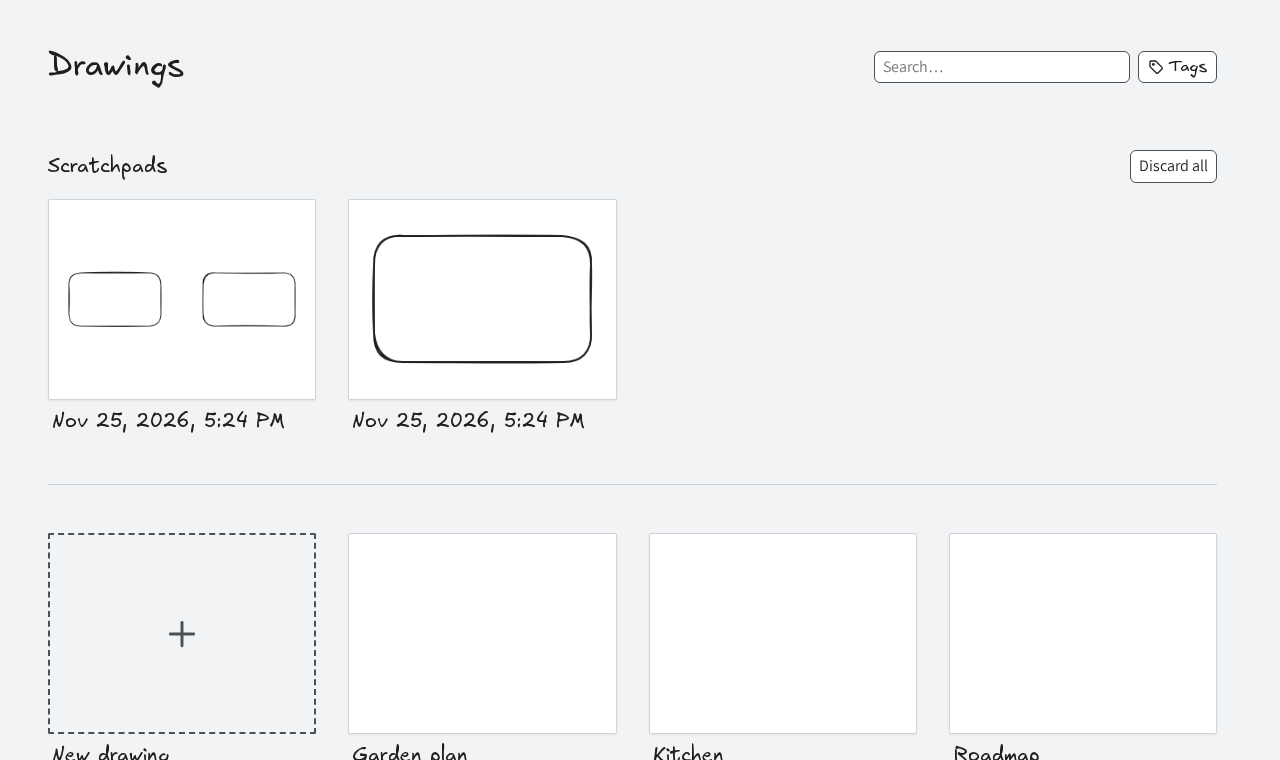 Drawings
Search...
Tags
Scratchpads
Discard all
Nov 25, 2026, 5:24 PM
Nov 25, 2026, 5:24 PM
New drawing
Garden plan
Kitchen
Roadmap